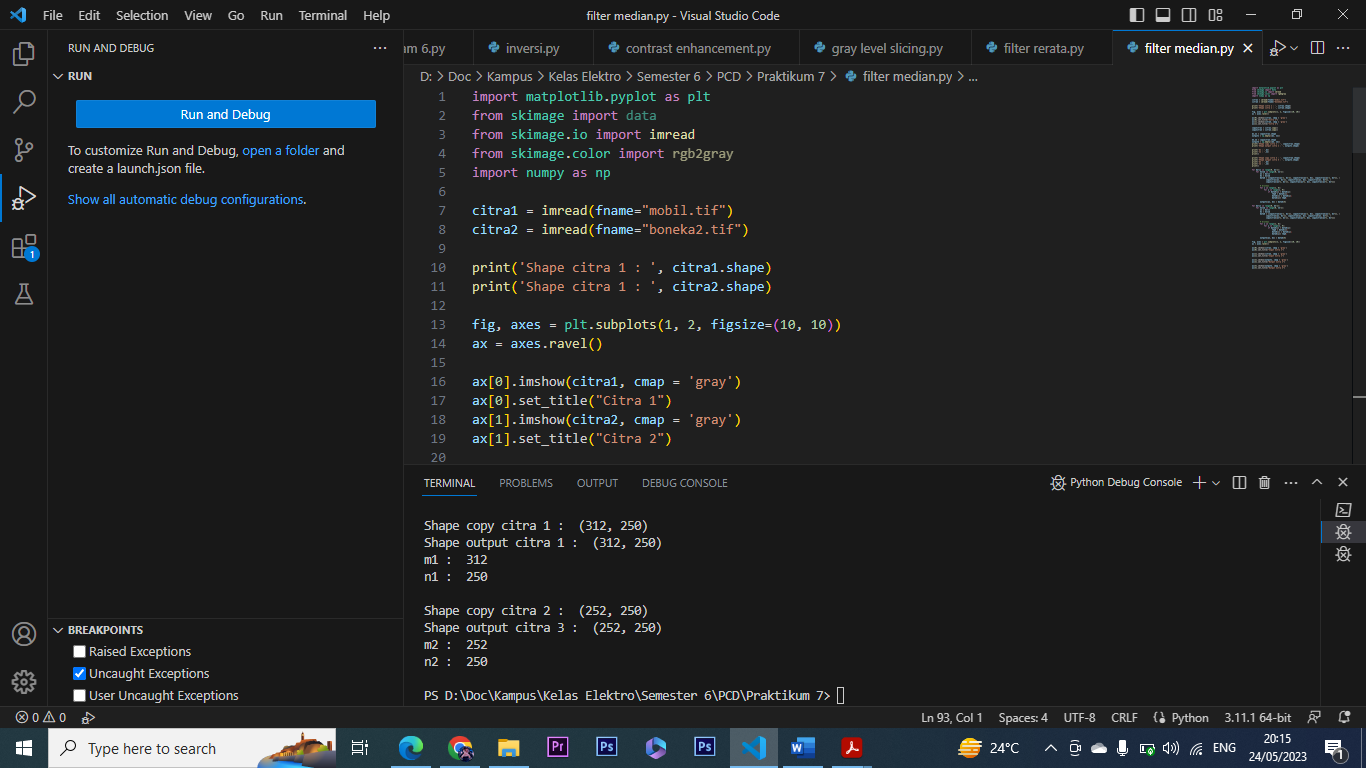 File Edit Selection View Go Run Terminal Help
filter median.py - Visual Studio Code
RUN AND DEBUG
RUN
Run and Debug
To customize Run and Debug, open a folder and
create a launch.json file.
Show all automatic debug configurations.
1
BREAKPOINTS
Raised Exceptions
Uncaught Exceptions
User Uncaught Exceptions
6.py inversi.py contrast enhancement.py gray level slicing.py filter rerata.py filter median.py
D: > Doc > Kampus > Kelas Elektro > Semester 6 > PCD > Praktikum 7 > filter median.py > ...
1 import matplotlib.pyplot as plt
2 from skimage import data
3 from skimage.io import imread
4 from skimage.color import rgb2gray
5 import numpy as np
6
7 citra1 = imread(fname="mobil.tif")
8 citra2 = imread(fname="boneka2.tif")
9
10 print('Shape citra 1 : ', citra1.shape)
11 print('Shape citra 1 : ', citra2.shape)
12
13 fig, axes = plt.subplots(1, 2, figsize=(10, 10))
14 ax = axes.ravel()
15
16 ax[0].imshow(citra1, cmap = 'gray')
17 ax[0].set_title("Citra 1")
18 ax[1].imshow(citra2, cmap = 'gray')
19 ax[1].set_title("Citra 2")
20
TERMINAL PROBLEMS OUTPUT DEBUG CONSOLE
Python Debug Console
Shape copy citra 1 :  (312, 250)
Shape output citra 1 :  (312, 250)
m1 :  312
n1 :  250
Shape copy citra 2 :  (252, 250)
Shape output citra 3 :  (252, 250)
m2 :  252
n2 :  250
PS D:\Doc\Kampus\Kelas Elektro\Semester 6\PCD\Praktikum 7>
0 0
Ln 93, Col 1 Spaces: 4 UTF-8 CRLF Python 3.11.1 64-bit
Type here to search
Pr Ps Ps
24°C
ENG
20:15
24/05/2023
1